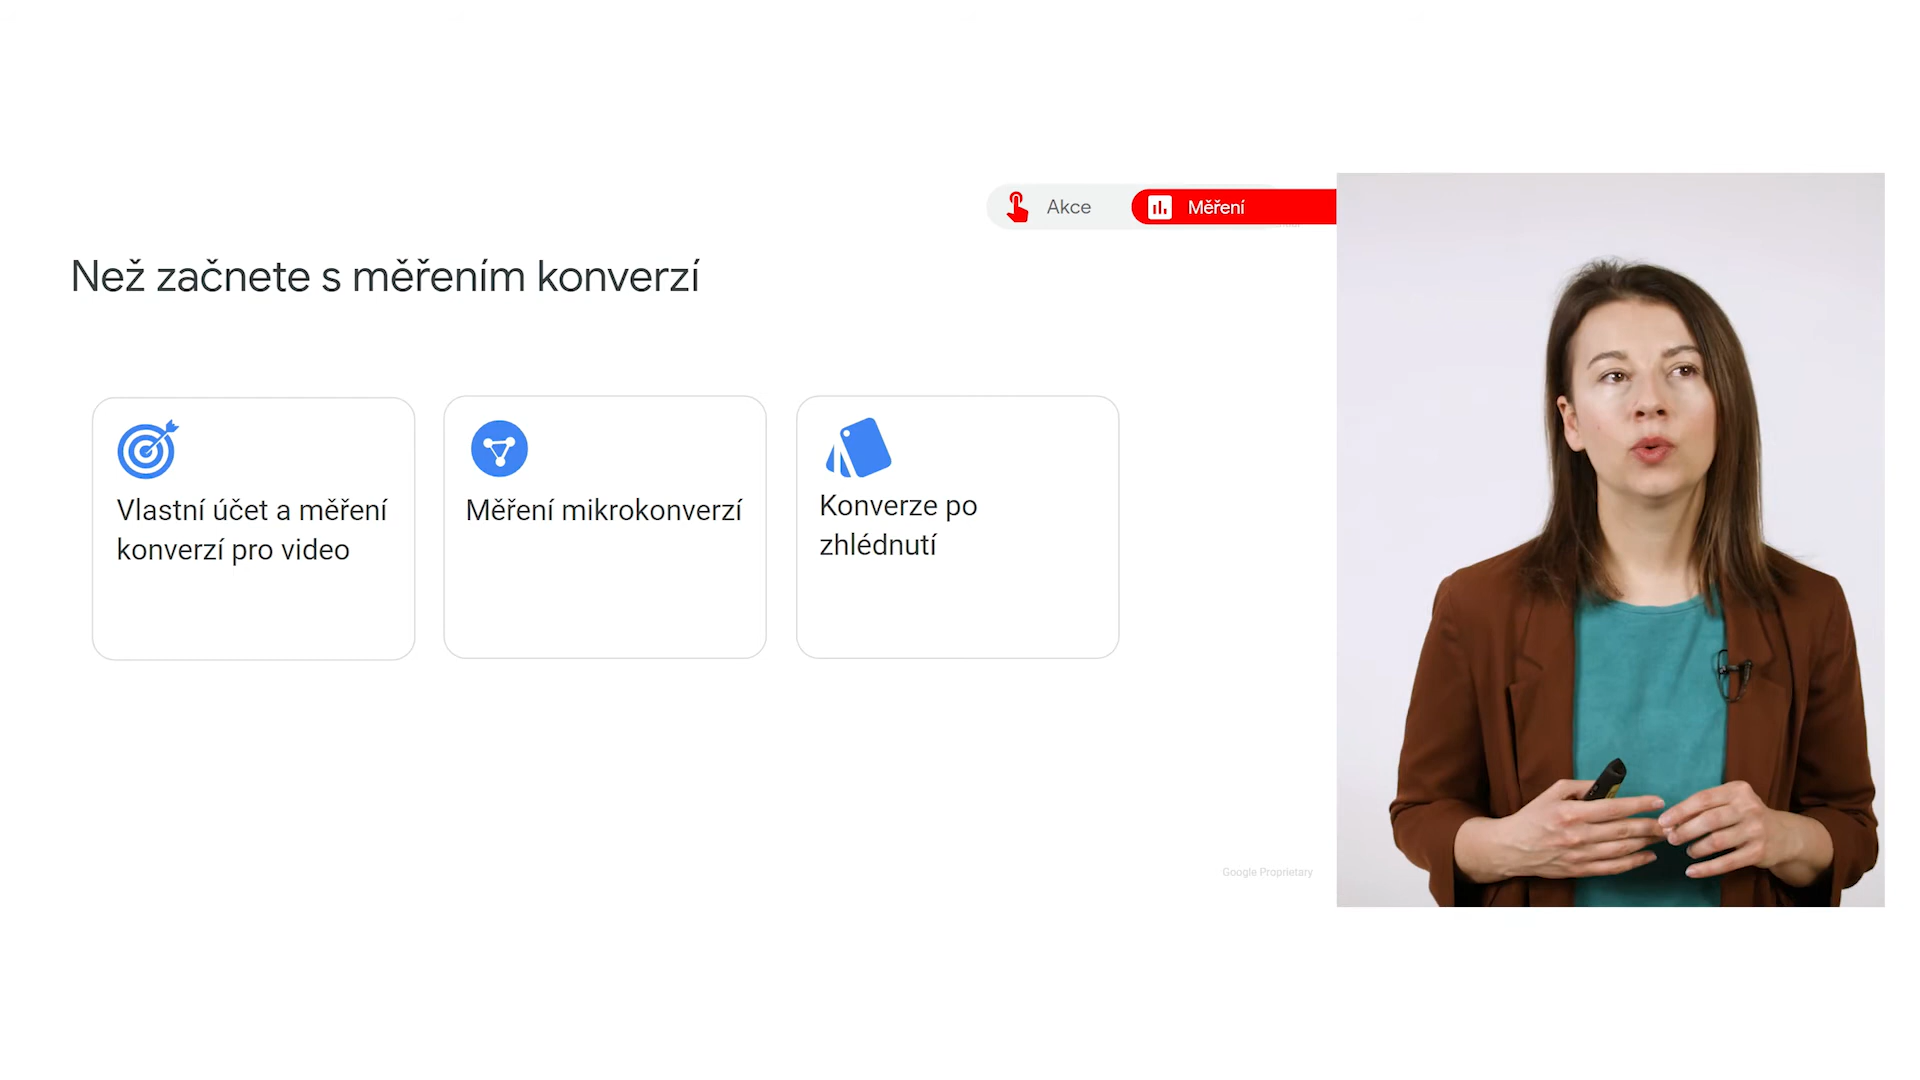 Akce
Měření
Než začnete s měřením konverzí
Vlastní účet a měření
konverzí pro video
Měření mikrokonverzí
Konverze po
zhlédnutí
Google Proprietary